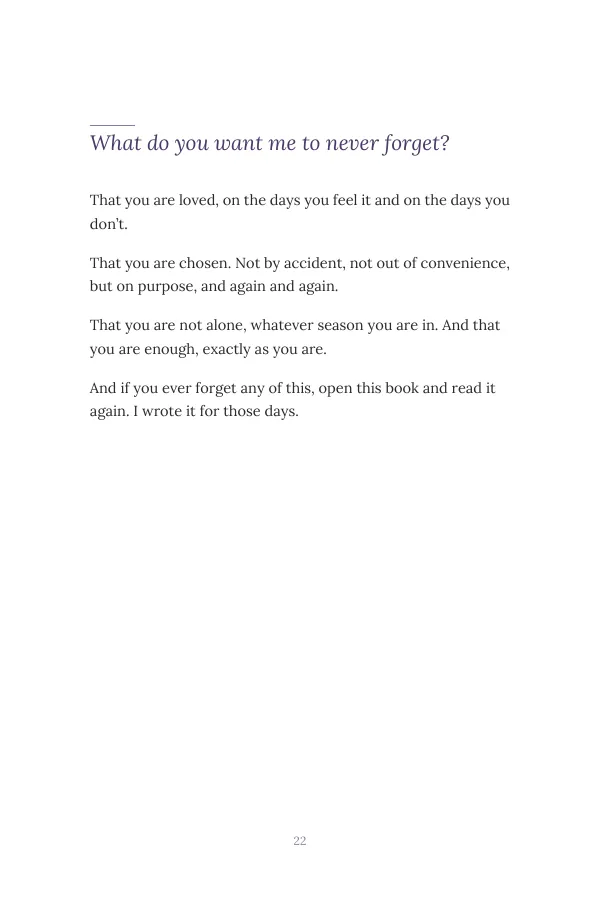 What do you want me to never forget?
That you are loved, on the days you feel it and on the days you
don’t.
That you are chosen. Not by accident, not out of convenience,
but on purpose, and again and again.
That you are not alone, whatever season you are in. And that
you are enough, exactly as you are.
And if you ever forget any of this, open this book and read it
again. I wrote it for those days.
22